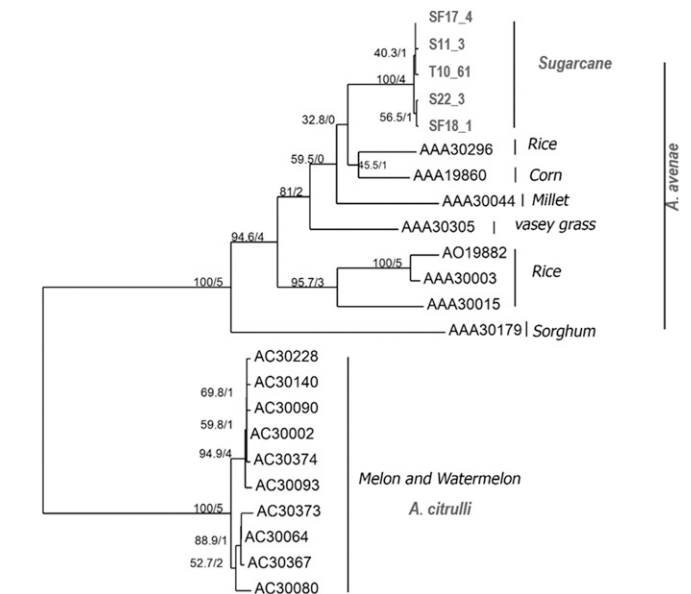 SF17_4
S11_3
40.3/1
Sugarcane
T10_61
100/4
S22_3
56.5/1
SF18_1
32.8/0
Rice
AAA30296
59.5/0
45.5/1
AAA19860
Corn
A. avenae
81/2
AAA30044
Millet
AAA30305
vasey grass
94.6/4
AO19882
100/5
Rice
AAA30003
100/5
95.7/3
AAA30015
AAA30179
Sorghum
AC30228
AC30140
69.8/1
AC30090
59.8/1
AC30002
94.9/4
AC30374
AC30093
Melon and Watermelon
100/5
AC30373
A. citrulli
88.9/1
AC30064
52.7/2
AC30367
AC30080